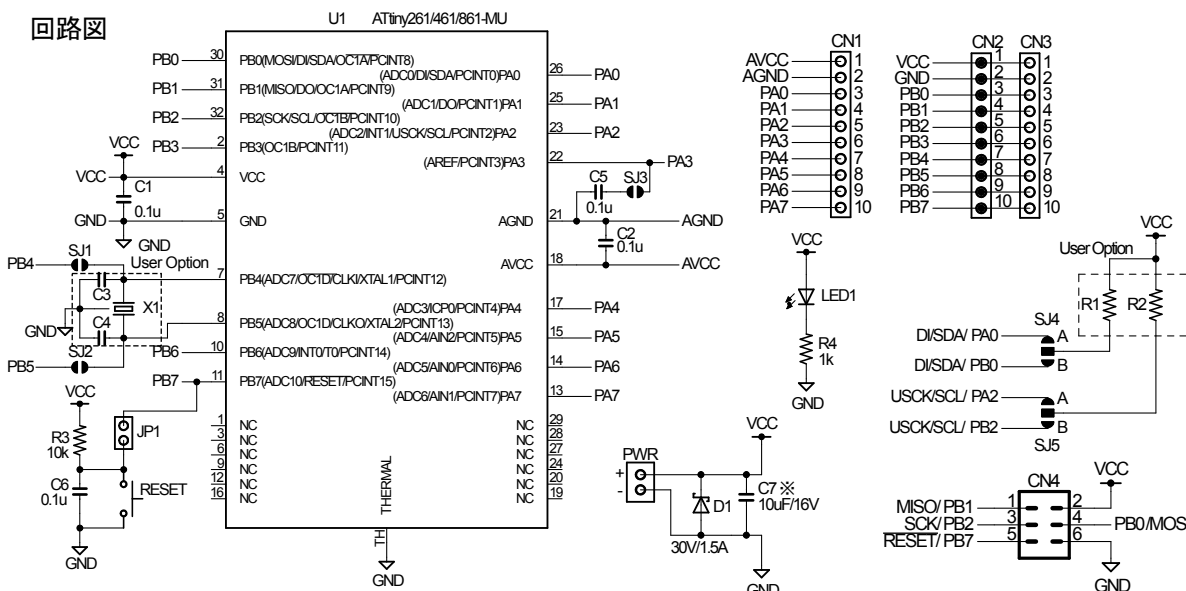 回路図
U1 ATtiny261/461/861-MU
PB0 30 PB0(MOSI/DI/SDA/OC1A/PCINT8)
(ADC0/DI/SDA/PCINT0)PA0 26 PA0
PB1 31 PB1(MISO/DO/OC1A/PCINT9)
(ADC1/DO/PCINT1)PA1 25 PA1
PB2 32 PB2(SCK/SCL/OC1B/PCINT10)
(ADC2/INT1/USCK/SCL/PCINT2)PA2 23 PA2
PB3 2 PB3(OC1B/PCINT11)
(AREF/PCINT3)PA3 22 PA3
VCC
VCC 4 VCC
C1
0.1u
C5
0.1u
SJ3
GND 5 GND
AGND 21 AGND
GND
C2
0.1u
AVCC 18 AVCC
SJ1
PB4
User Option
7 PB4(ADC7/OC1D/CLKI/XTAL1/PCINT12)
C3
X1
(ADC3/ICP0/PCINT4)PA4 17 PA4
GND
C4
8 PB5(ADC8/OC1D/CLKO/XTAL2/PCINT13)
(ADC4/AIN2/PCINT5)PA5 15 PA5
SJ2
PB5
PB6 10 PB6(ADC9/INT0/T0/PCINT14)
(ADC5/AIN0/PCINT6)PA6 14 PA6
PB7 11 PB7(ADC10/RESET/PCINT15)
(ADC6/AIN1/PCINT7)PA7 13 PA7
VCC
R3
10k
JP1
C6
0.1u
RESET
GND
1 NC
3 NC
6 NC
9 NC
12 NC
16 NC
NC 29
NC 28
NC 27
NC 24
NC 20
NC 19
THERMAL
TH
GND
CN1
AVCC 1
AGND 2
PA0 3
PA1 4
PA2 5
PA3 6
PA4 7
PA5 8
PA6 9
PA7 10
CN2 CN3
VCC 1 1
GND 2 2
PB0 3 3
PB1 4 4
PB2 5 5
PB3 6 6
PB4 7 7
PB5 8 8
PB6 9 9
PB7 10 10
VCC
LED1
R4
1k
GND
VCC
User Option
R1 R2
SJ4
DI/SDA/ PA0 A
DI/SDA/ PB0 B
USCK/SCL/ PA2 A
USCK/SCL/ PB2 B
SJ5
VCC
PWR
+
-
D1
30V/1.5A
C7※
10uF/16V
GND
CN4
VCC
MISO/ PB1 1 2
SCK/ PB2 3 4 PB0/MOS
RESET/ PB7 5 6
GND